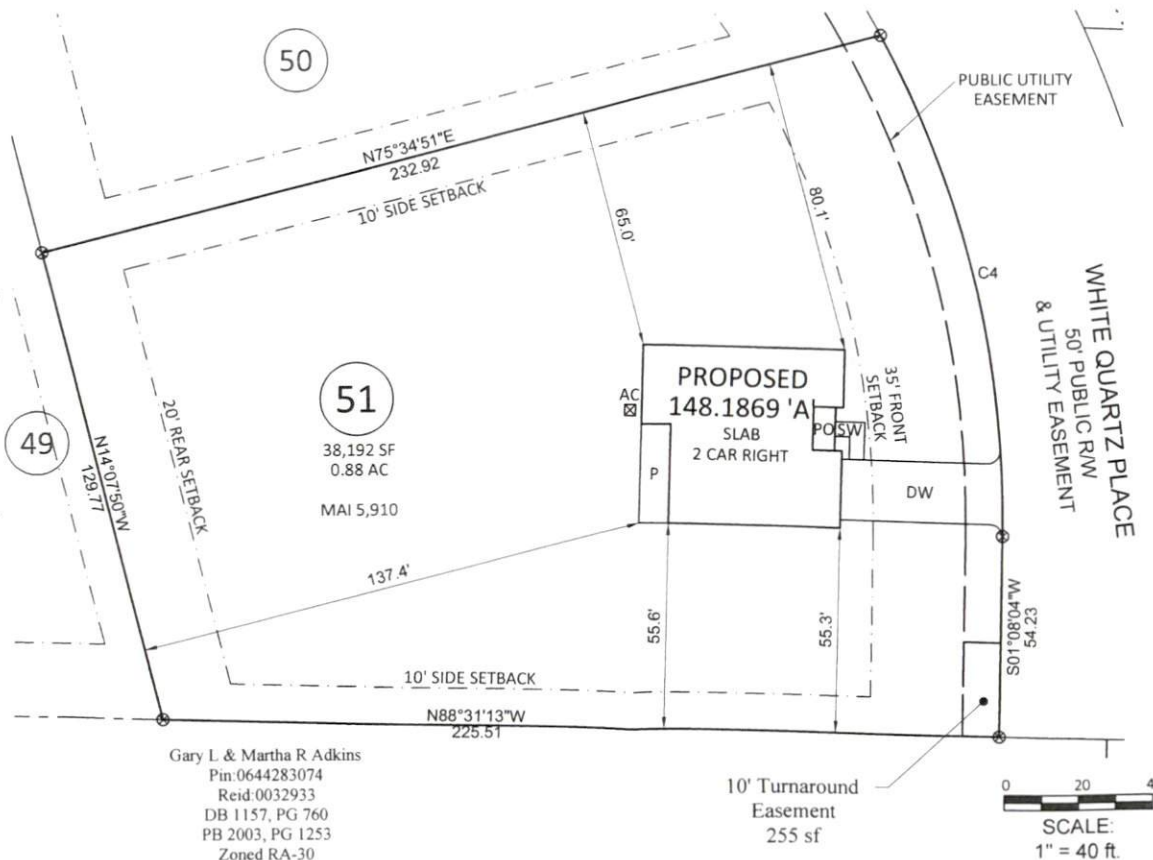 50
PUBLIC UTILITY
EASEMENT
N75°34'51"E
232.92
10' SIDE SETBACK
65.0'
80.1'
C4
WHITE QUARTZ PLACE
50' PUBLIC R/W
& UTILITY EASEMENT
51
38,192 SF
0.88 AC
MAI 5,910
20' REAR SETBACK
49
N14°07'50"W
129.77
AC
PROPOSED
148.1869 'A'
SLAB
2 CAR RIGHT
PO
SW
35' FRONT
SETBACK
P
DW
137.4'
55.6'
55.3'
S01°08'04"W
54.23
10' SIDE SETBACK
N88°31'13"W
225.51
Gary L & Martha R Adkins
Pin:0644283074
Reid:0032933
DB 1157, PG 760
PB 2003, PG 1253
Zoned RA-30
10' Turnaround
Easement
255 sf
0 20
SCALE:
1" = 40 ft.